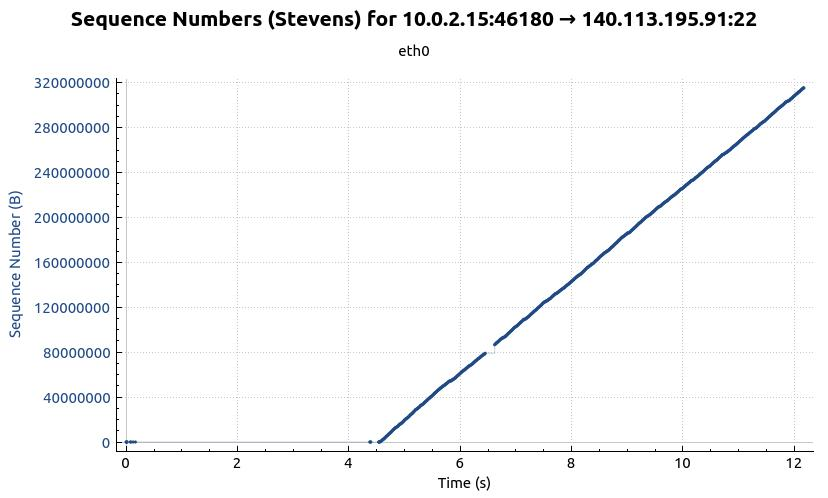 Sequence Numbers (Stevens) for 10.0.2.15:46180 → 140.113.195.91:22
eth0
Sequence Number (B)
320000000
280000000
240000000
200000000
160000000
120000000
80000000
40000000
0
0 2 4 6 8 10 12
Time (s)